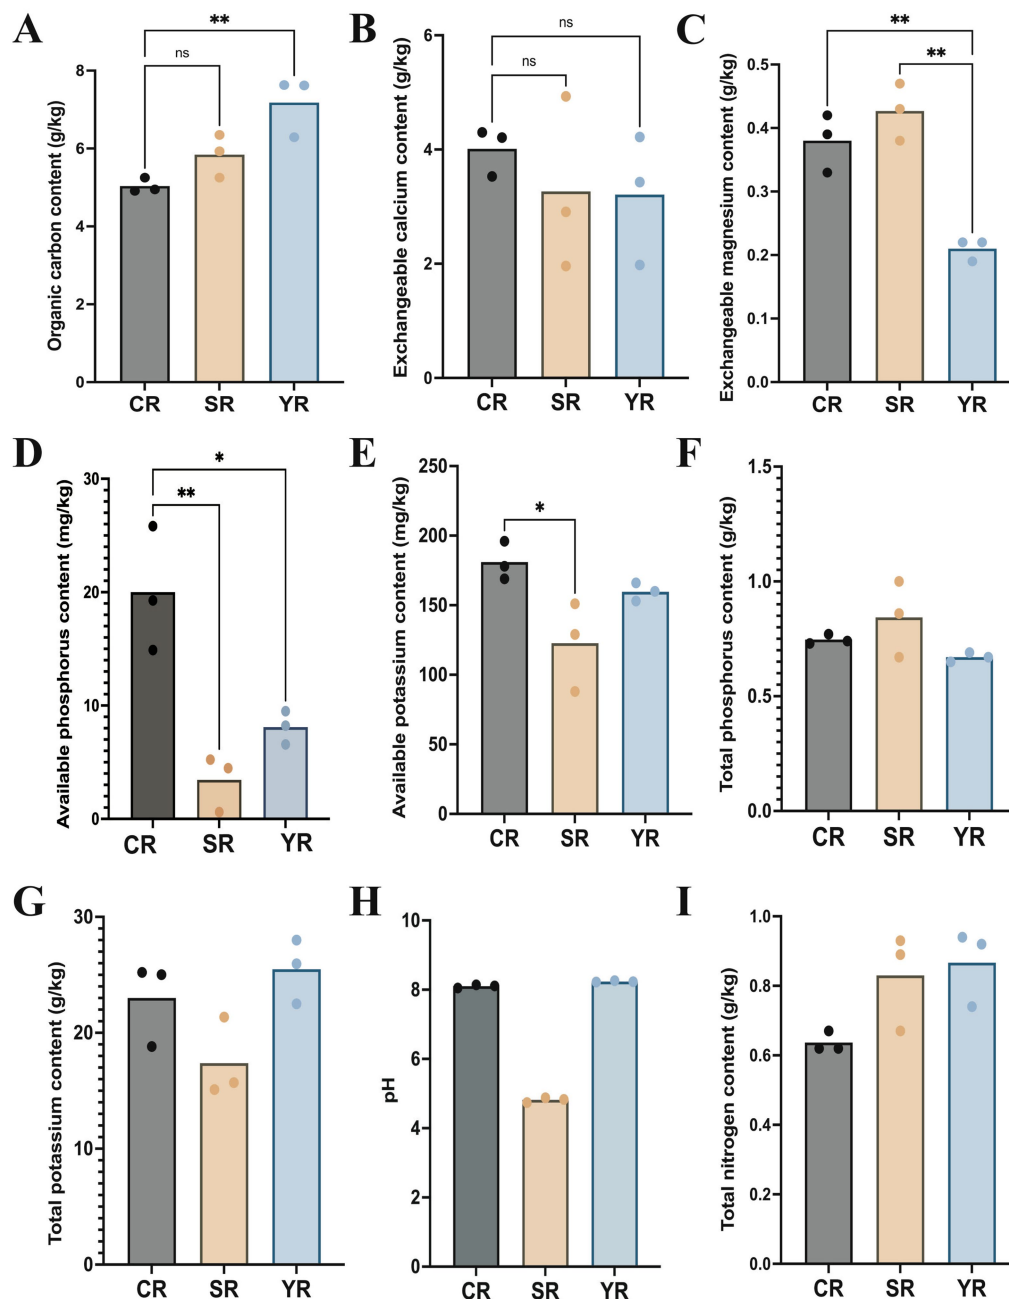 A
Organic carbon content (g/kg)
**
ns
8
6
4
2
0
CR SR YR
B
Exchangeable calcium content (g/kg)
ns
ns
6
4
2
0
CR SR YR
C
Exchangeable magnesium content (g/kg)
**
**
0.5
0.4
0.3
0.2
0.1
0.0
CR SR YR
D
Available phosphorus content (mg/kg)
*
**
30
20
10
0
CR SR YR
E
Available potassium content (mg/kg)
*
250
200
150
100
50
0
CR SR YR
F
Total phosphorus content (g/kg)
1.5
1.0
0.5
0.0
CR SR YR
G
Total potassium content (g/kg)
30
20
10
0
CR SR YR
H
pH
10
8
6
4
2
0
CR SR YR
I
Total nitrogen content (g/kg)
1.0
0.8
0.6
0.4
0.2
0.0
CR SR YR